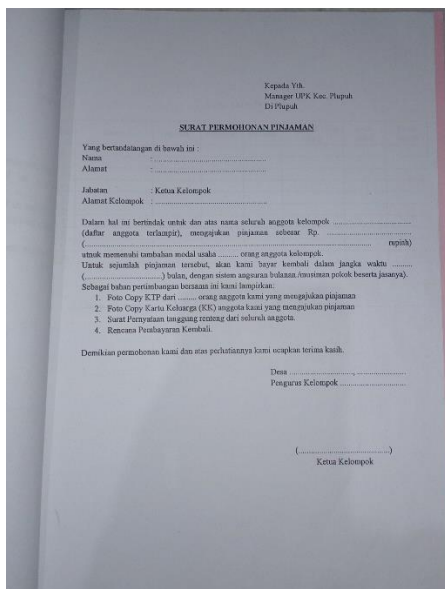 Kepada Yth.
Manager UPK Kec. Plupuh
Di Plupuh
SURAT PERMOHONAN PINJAMAN
Yang bertandatangan di bawah ini :
Nama : ........................................
Alamat : ........................................
Jabatan : Ketua Kelompok
Alamat Kelompok : ........................................
Dalam hal ini bertindak untuk dan atas nama seluruh anggota kelompok ............................
(daftar anggota terlampir), mengajukan pinjaman sebesar Rp. ................................
(.................................................................................................... rupiah)
untuk memenuhi tambahan modal usaha .......... orang anggota kelompok.
Untuk sejumlah pinjaman tersebut, akan kami bayar kembali dalam jangka waktu .........
(............................) bulan, dengan sistem angsuran bulanan/musiman pokok beserta jasanya).
Sebagai bahan pertimbangan bersama ini kami lampirkan:
1. Foto Copy KTP dari ......... orang anggota kami yang mengajukan pinjaman
2. Foto Copy Kartu Keluarga (KK) anggota kami yang mengajukan pinjaman
3. Surat Pernyataan tanggung renteng dari seluruh anggota.
4. Rencana Pembayaran Kembali.
Demikian permohonan kami dan atas perhatiannya kami ucapkan terima kasih.
Desa ........................, ....................
Pengurus Kelompok ........................
(........................................)
Ketua Kelompok